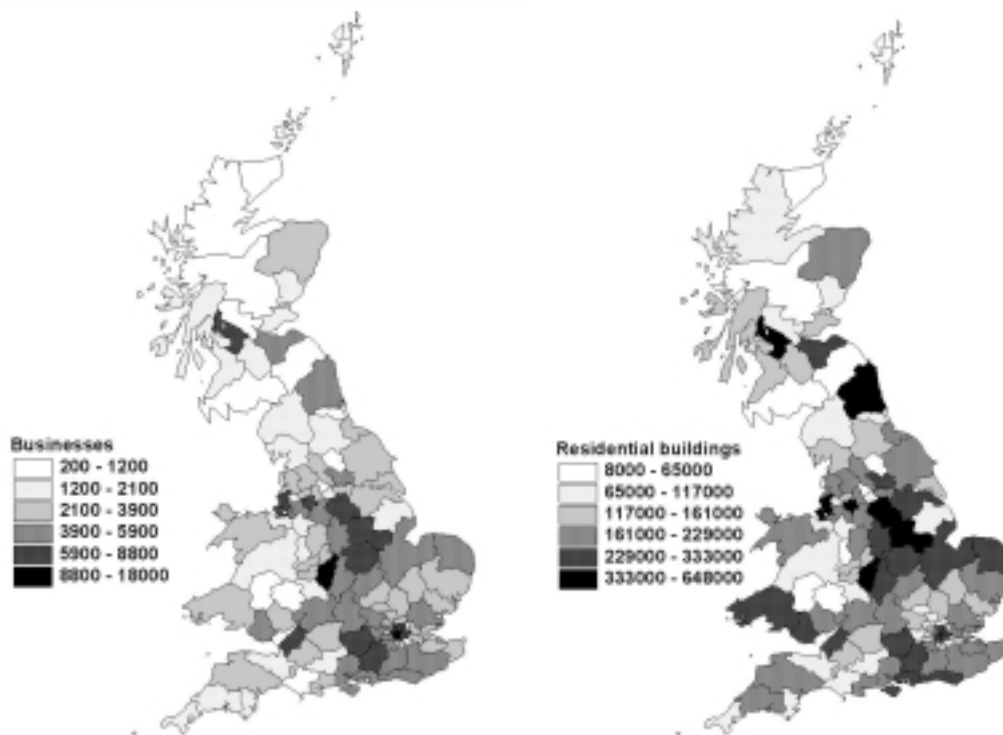 Businesses
200 - 1200
1200 - 2100
2100 - 3900
3900 - 5900
5900 - 8800
8800 - 18000
Residential buildings
8000 - 65000
65000 - 117000
117000 - 161000
161000 - 229000
229000 - 333000
333000 - 648000